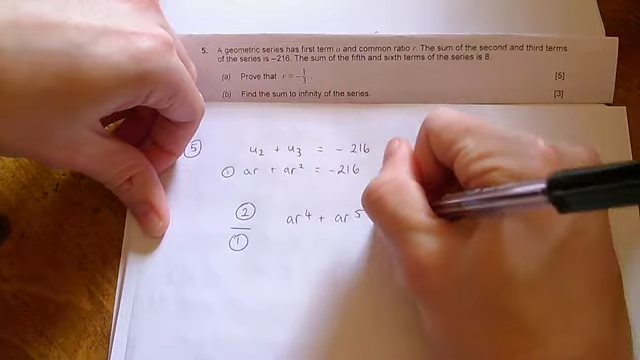 5. A geometric series has first term a and common ratio r. The sum of the second and third terms
of the series is −216. The sum of the fifth and sixth terms of the series is 8.
(a) Prove that r = −1/3. [5]
(b) Find the sum to infinity of the series. [3]
⑤ u₂ + u₃ = −216
① ar + ar² = −216
②/① ar⁴ + ar⁵